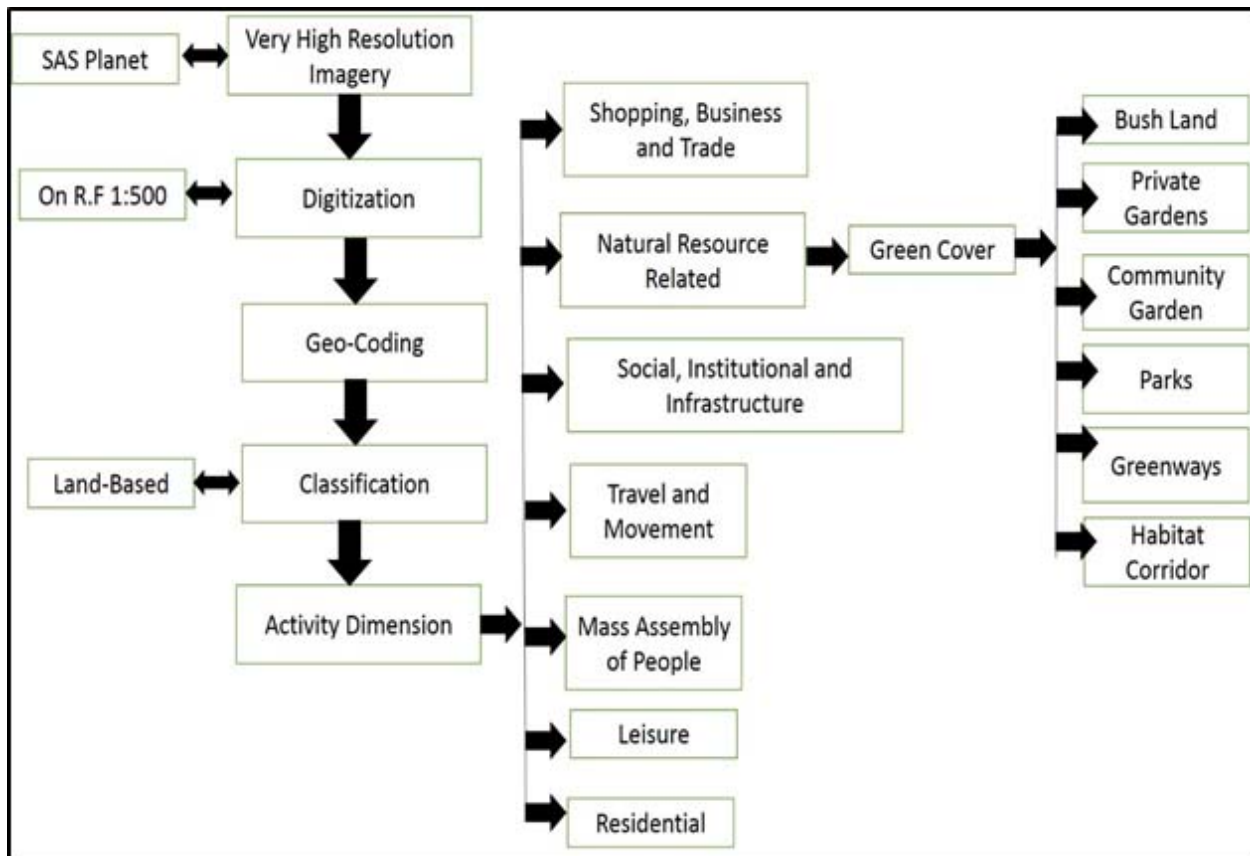 SAS Planet
Very High Resolution
Imagery
On R.F 1:500
Digitization
Geo-Coding
Land-Based
Classification
Activity Dimension
Shopping, Business
and Trade
Natural Resource
Related
Social, Institutional and
Infrastructure
Travel and
Movement
Mass Assembly
of People
Leisure
Residential
Green Cover
Bush Land
Private
Gardens
Community
Garden
Parks
Greenways
Habitat
Corridor